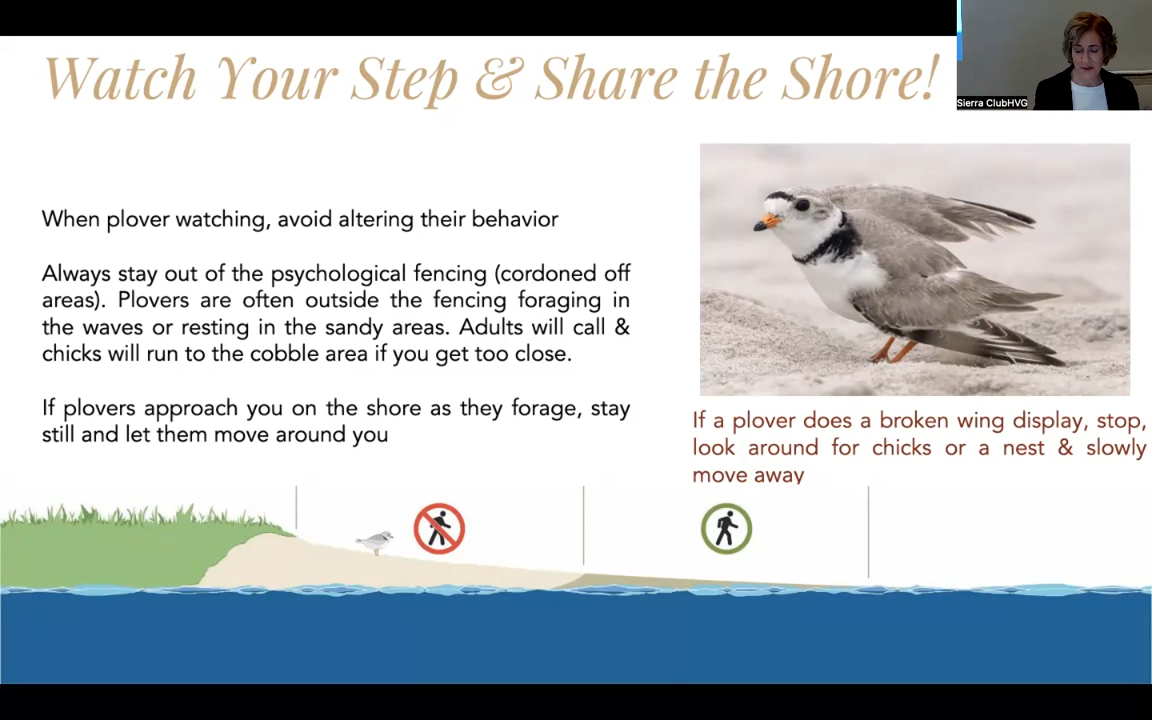 Watch Your Step & Share the Shore!
Sierra ClubHVG
When plover watching, avoid altering their behavior
Always stay out of the psychological fencing (cordoned off
areas). Plovers are often outside the fencing foraging in
the waves or resting in the sandy areas. Adults will call &
chicks will run to the cobble area if you get too close.
If plovers approach you on the shore as they forage, stay
still and let them move around you
If a plover does a broken wing display, stop,
look around for chicks or a nest & slowly
move away